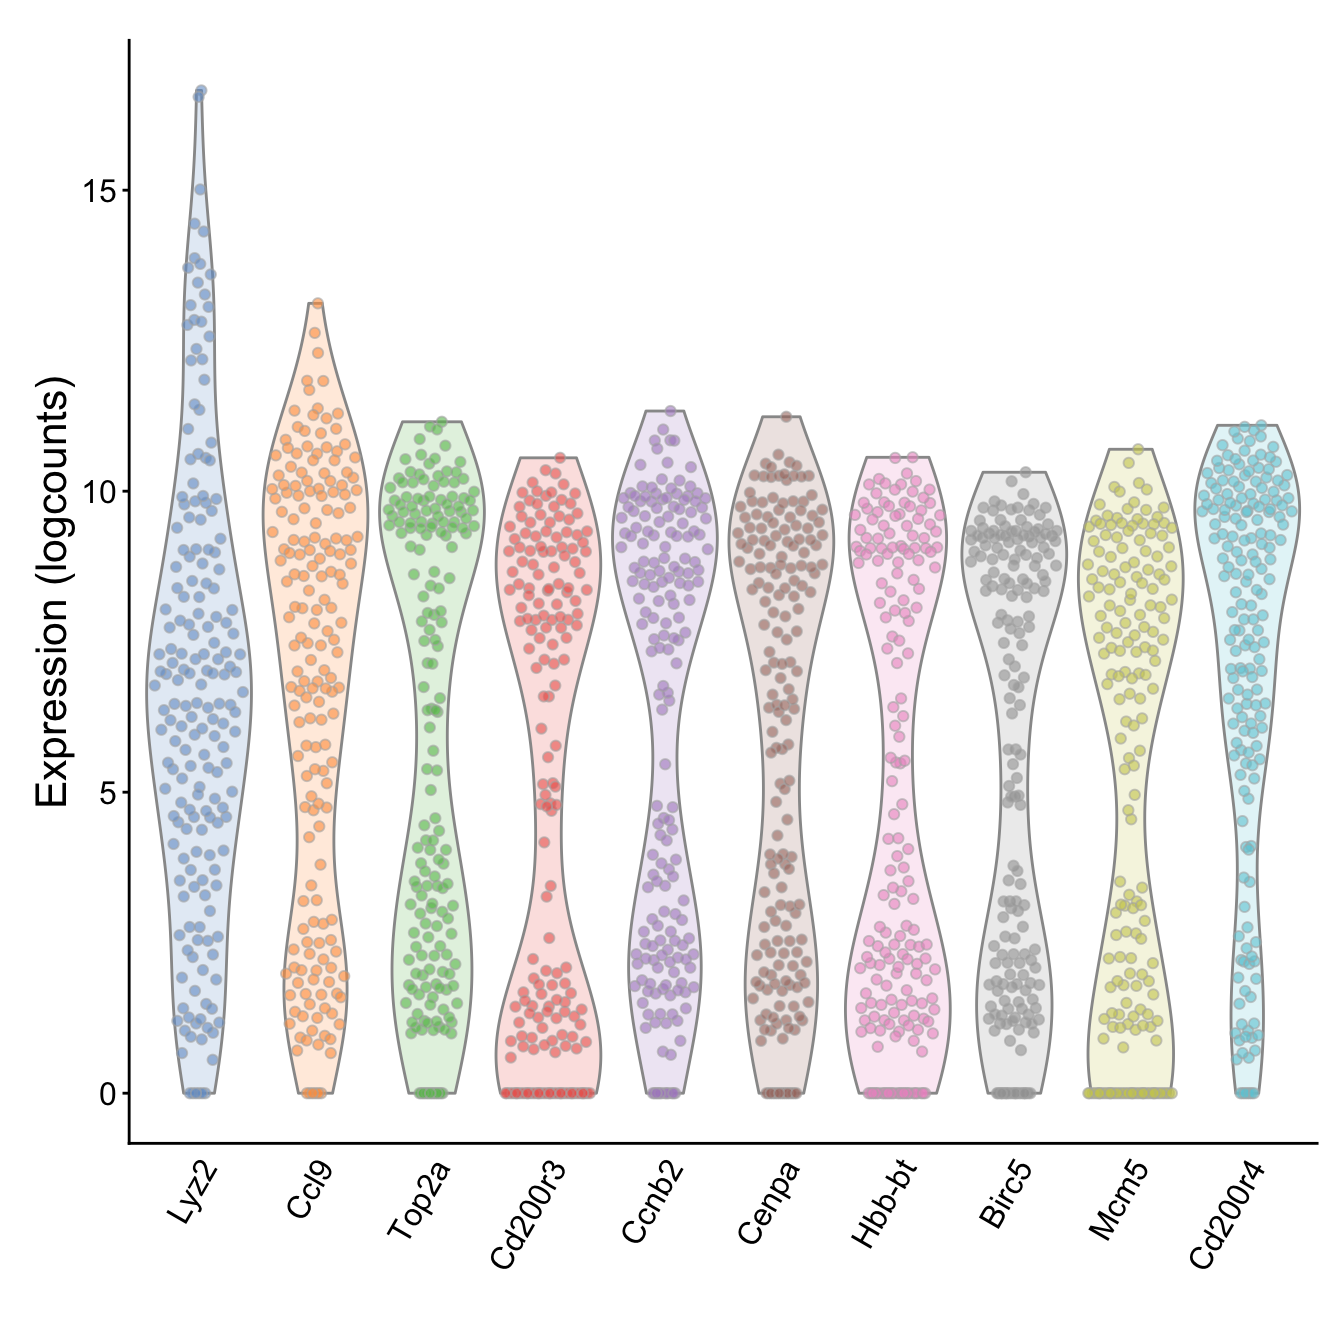 Expression (logcounts)
15
10
5
0
Lyz2
Ccl9
Top2a
Cd200r3
Ccnb2
Cenpa
Hbb-bt
Birc5
Mcm5
Cd200r4